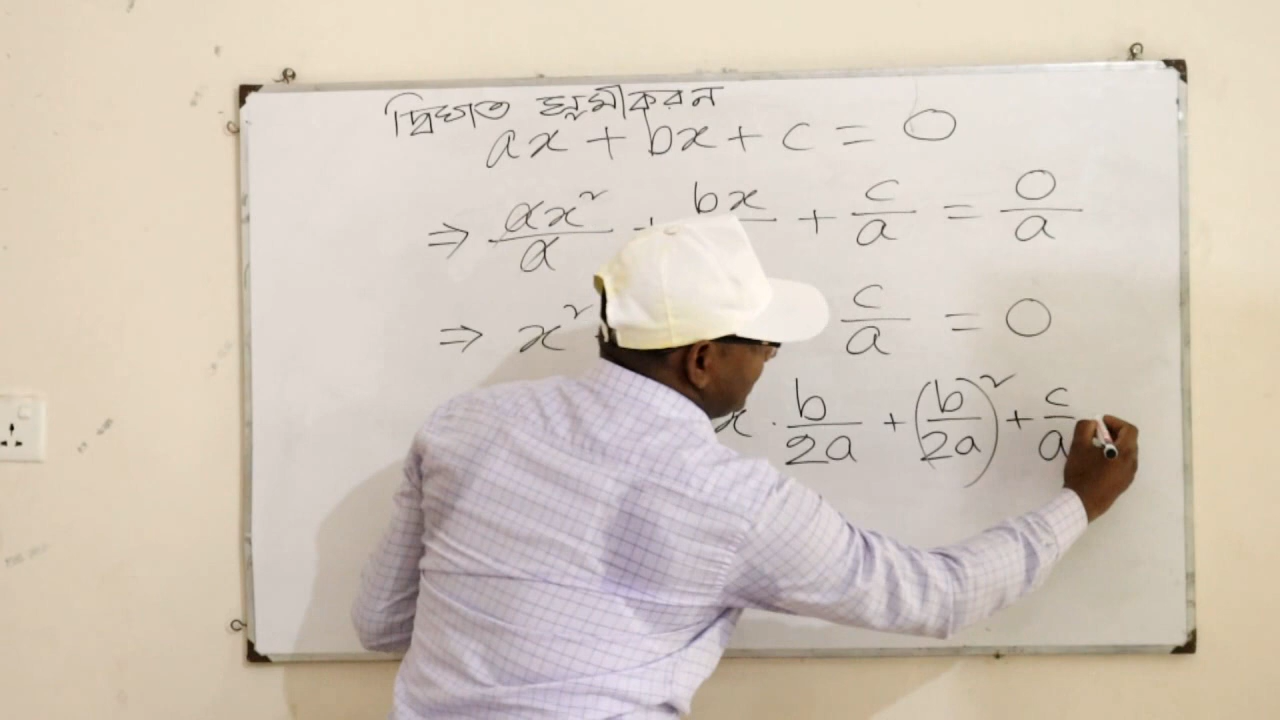 দ্বিঘাত সমীকরন
ax + bx + c = 0
⇒ ax²/a + bx + c/a = 0/a
⇒ x² c/a = 0
x · b/2a + (b/2a)² + c/a